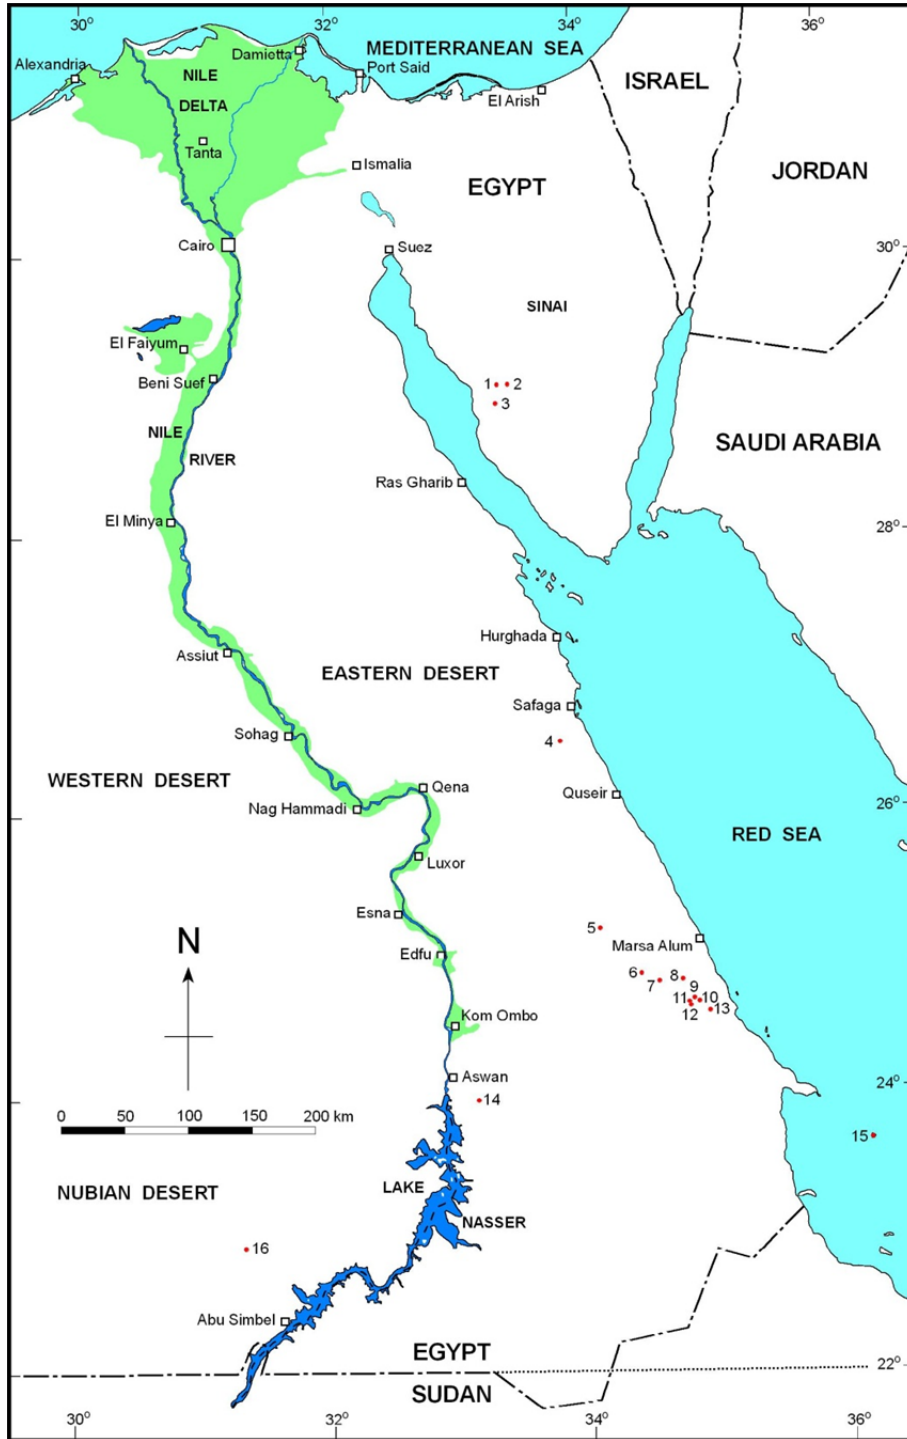 30° 32° 34° 36°
MEDITERRANEAN SEA
Damietta
Port Said
Alexandria
NILE
DELTA
ISRAEL
El Arish
Tanta
Ismalia
JORDAN
EGYPT
Cairo
Suez
30°
SINAI
El Faiyum
Beni Suef
1 2
3
NILE
RIVER
SAUDI ARABIA
Ras Gharib
El Minya
28°
Hurghada
Assiut
EASTERN DESERT
Safaga
Sohag
4
WESTERN DESERT
Qena
Quseir
Nag Hammadi
26°
RED SEA
Luxor
Esna
5
Marsa Alum
N
Edfu
6
7
8
9
11 10
12 13
Kom Ombo
Aswan
24°
14
0 50 100 150 200 km
15
LAKE
NUBIAN DESERT
NASSER
16
Abu Simbel
EGYPT
22°
SUDAN
30° 32° 34° 36°